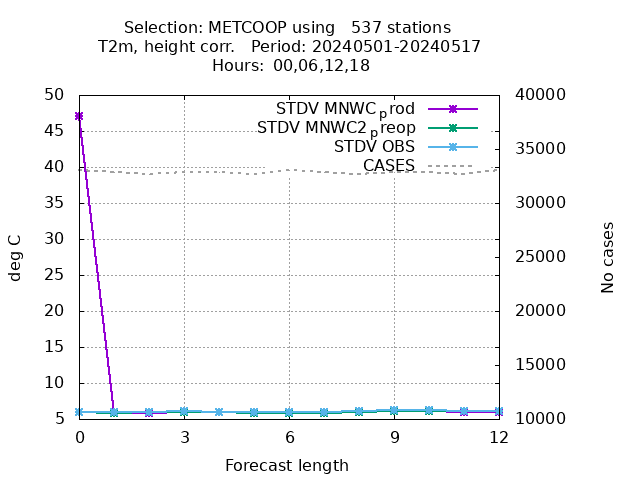 Selection: METCOOP using   537 stations
T2m, height corr.   Period: 20240501-20240517
Hours:  00,06,12,18
50
45
40
35
30
25
20
15
10
5
40000
35000
30000
25000
20000
15000
10000
deg C
No cases
STDV MNWCprod
STDV MNWC2preop
STDV OBS
CASES
0
3
6
9
12
Forecast length